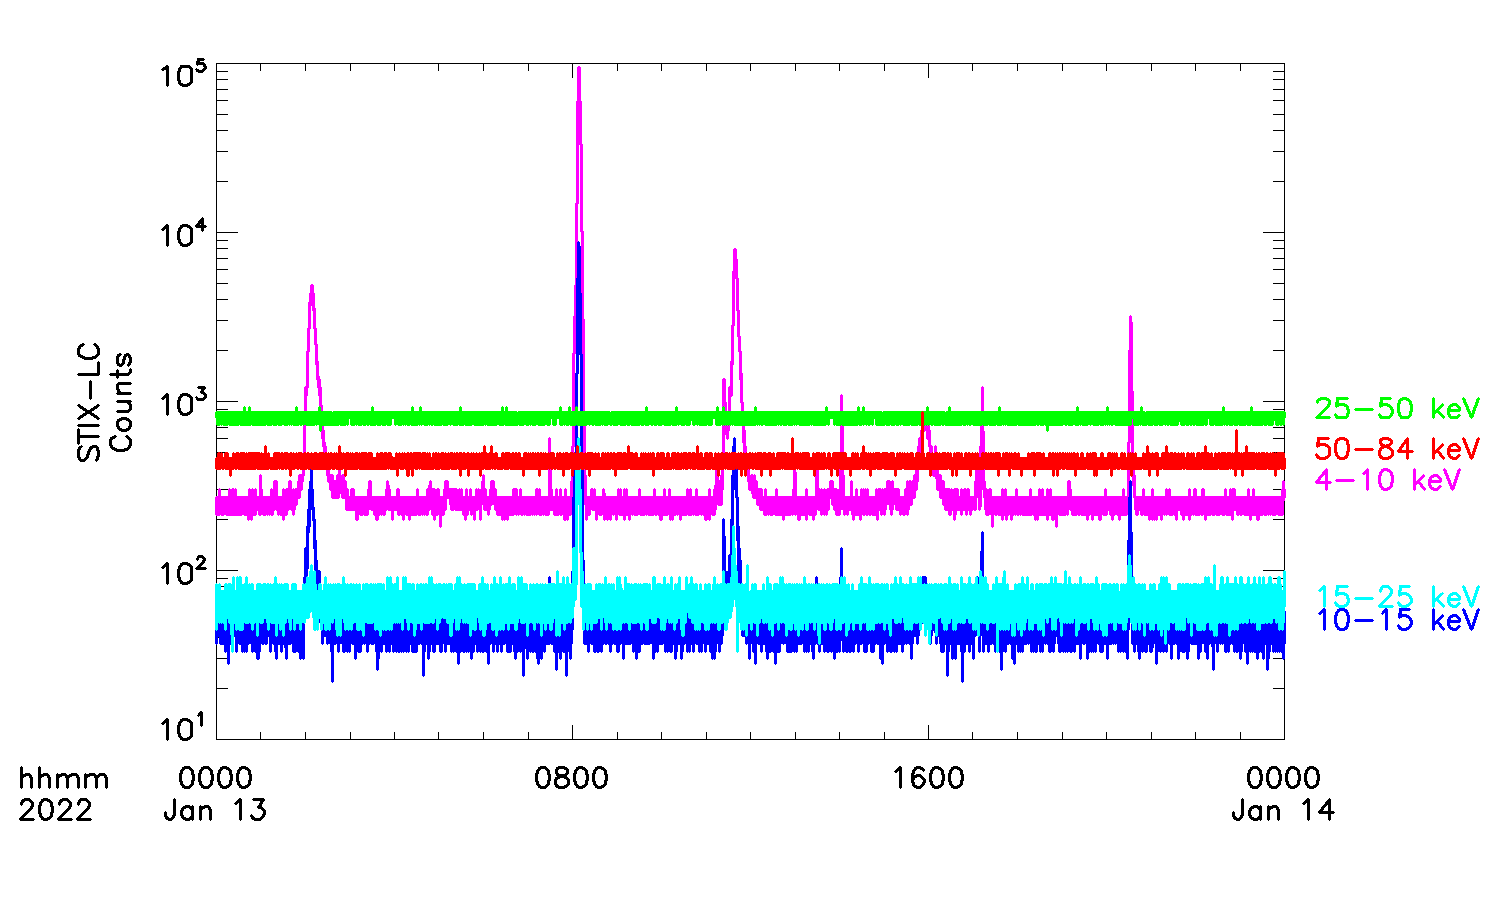 10⁵
10⁴
10³
10²
10¹
STIX-LC
Counts
25-50 keV
50-84 keV
4-10 keV
15-25 keV
10-15 keV
hhmm 0000 0800 1600 0000
2022 Jan 13 Jan 14